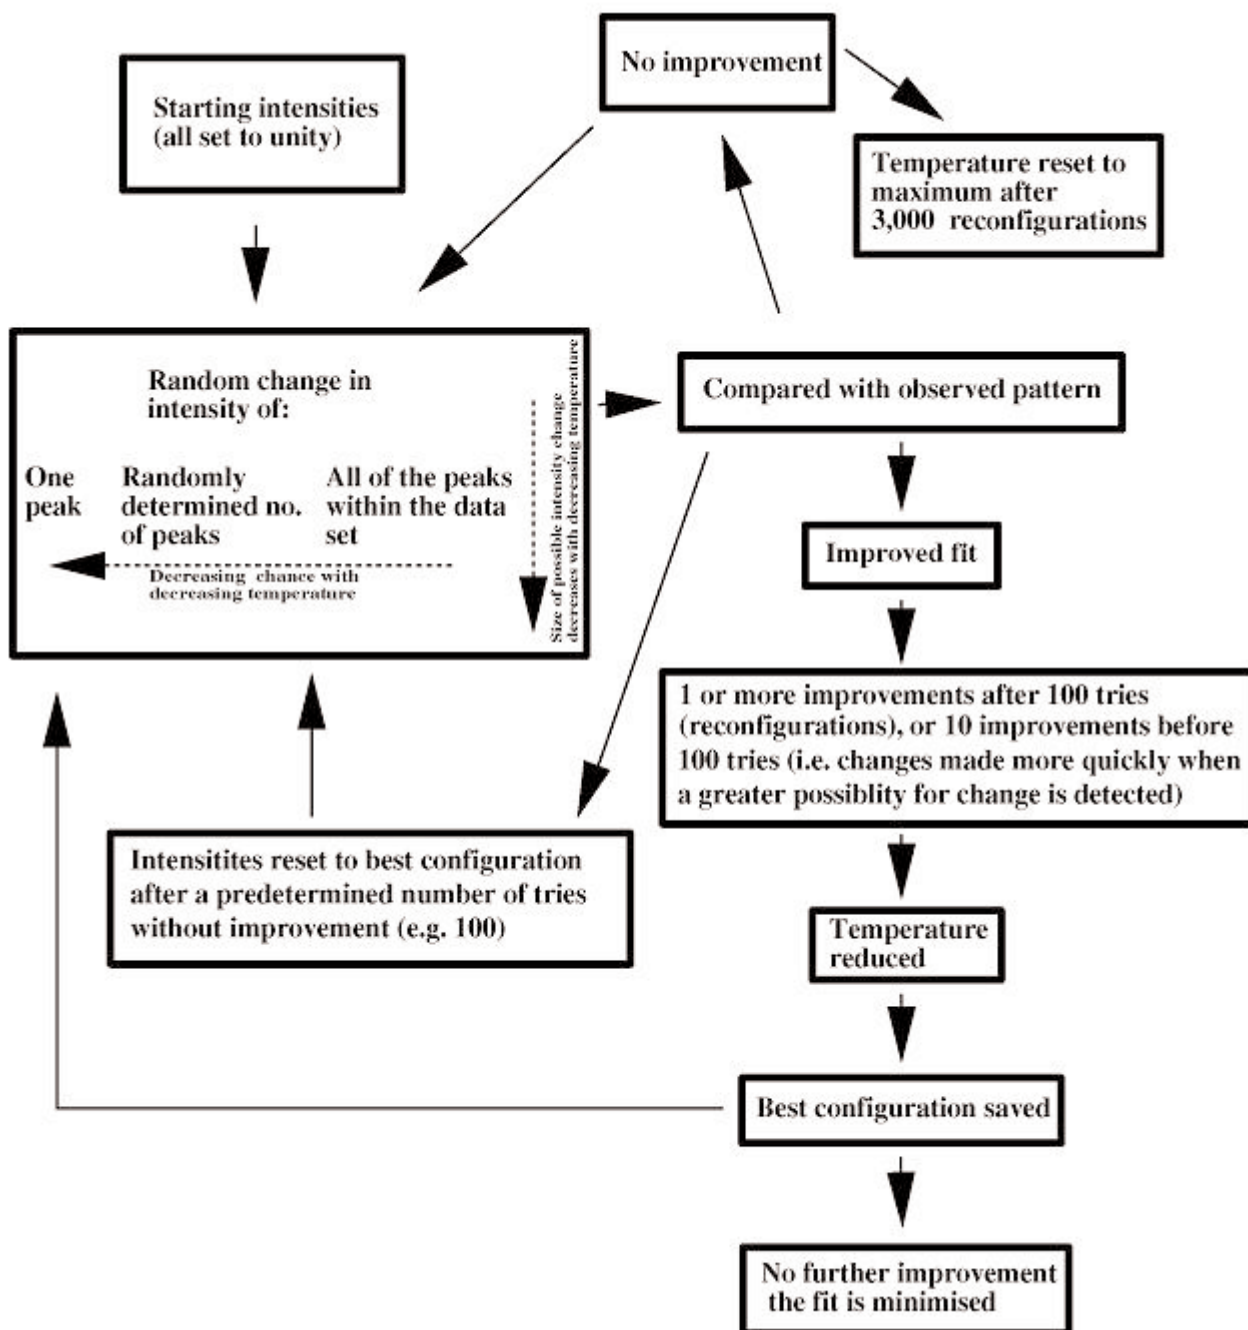 No improvement
Starting intensities
(all set to unity)
Temperature reset to
maximum after
3,000 reconfigurations
Random change in
intensity of:
One
peak
Randomly
determined no.
of peaks
All of the peaks
within the data
set
Decreasing chance with
decreasing temperature
Size of possible intensity change
decreases with decreasing temperature
Compared with observed pattern
Improved fit
1 or more improvements after 100 tries
(reconfigurations), or 10 improvements before
100 tries (i.e. changes made more quickly when
a greater possiblity for change is detected)
Intensitites reset to best configuration
after a predetermined number of tries
without improvement (e.g. 100)
Temperature
reduced
Best configuration saved
No further improvement
the fit is minimised